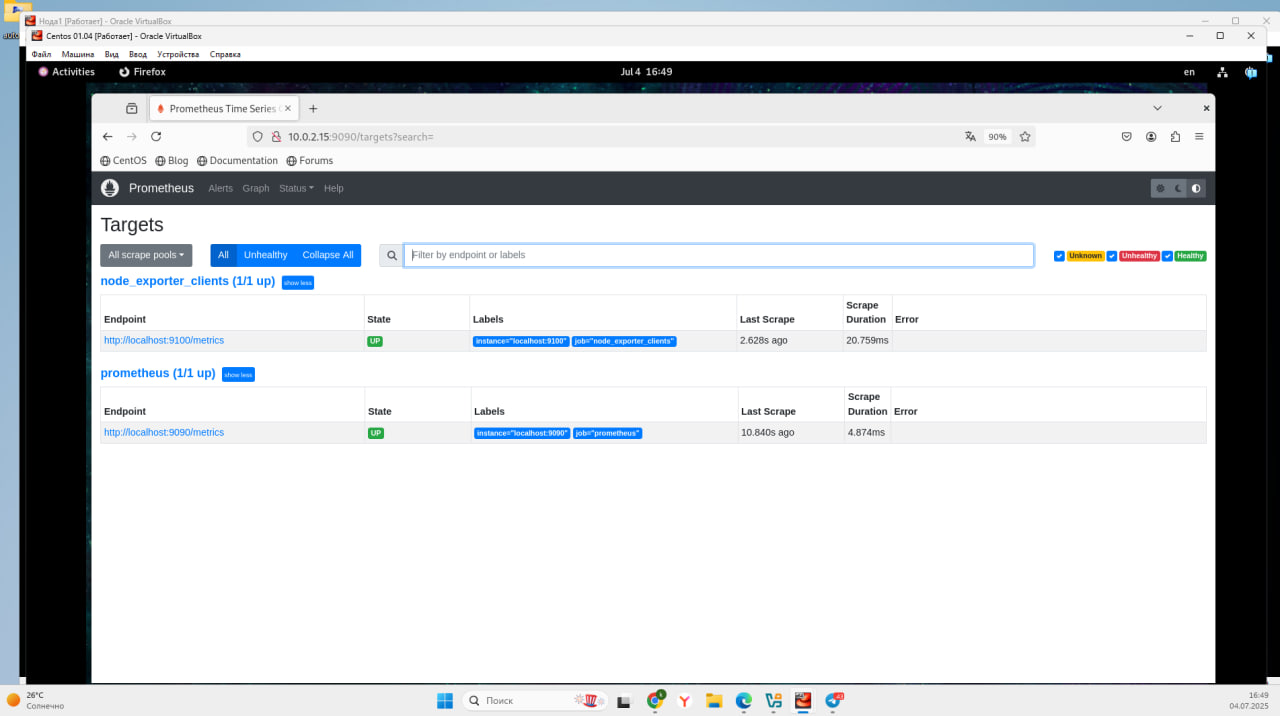 Нода1 [Работает] - Oracle VirtualBox
Centos 01.04 [Работает] - Oracle VirtualBox
Файл Машина Вид Ввод Устройства Справка
Activities Firefox Jul 4 16:49 en
Prometheus Time Series
10.0.2.15:9090/targets?search= 90%
CentOS Blog Documentation Forums
Prometheus Alerts Graph Status Help
Targets
All scrape pools All Unhealthy Collapse All Filter by endpoint or labels Unknown Unhealthy Healthy
node_exporter_clients (1/1 up) show less
Endpoint State Labels Last Scrape Scrape Duration Error
http://localhost:9100/metrics UP instance="localhost:9100" job="node_exporter_clients" 2.628s ago 20.759ms
prometheus (1/1 up) show less
Endpoint State Labels Last Scrape Scrape Duration Error
http://localhost:9090/metrics UP instance="localhost:9090" job="prometheus" 10.840s ago 4.874ms
26°C
Солнечно
Поиск
16:49
04.07.2025